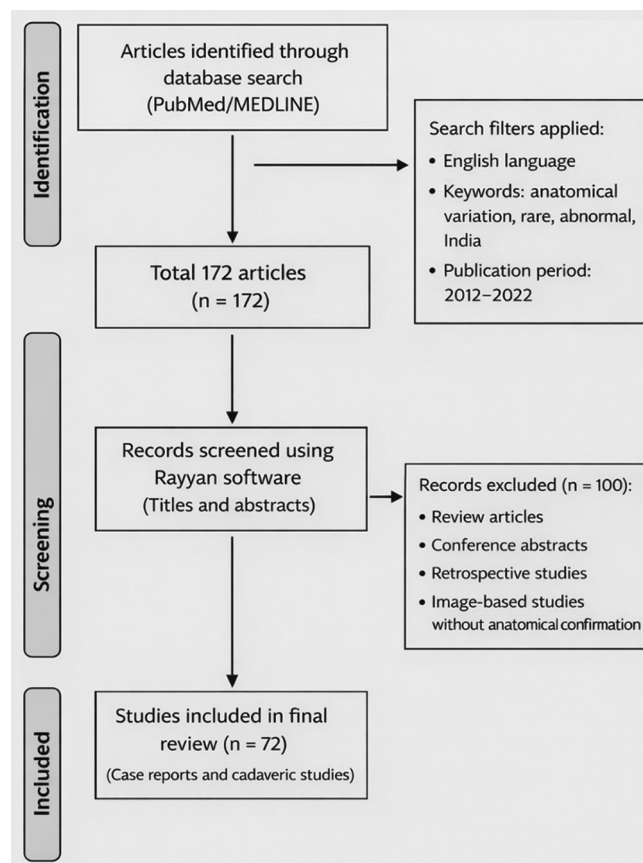 Identification
Articles identified through
database search
(PubMed/MEDLINE)
Search filters applied:
• English language
• Keywords: anatomical
variation, rare, abnormal,
India
• Publication period:
2012–2022
Total 172 articles
(n = 172)
Screening
Records screened using
Rayyan software
(Titles and abstracts)
Records excluded (n = 100):
• Review articles
• Conference abstracts
• Retrospective studies
• Image-based studies
without anatomical confirmation
Included
Studies included in final
review (n = 72)
(Case reports and cadaveric studies)